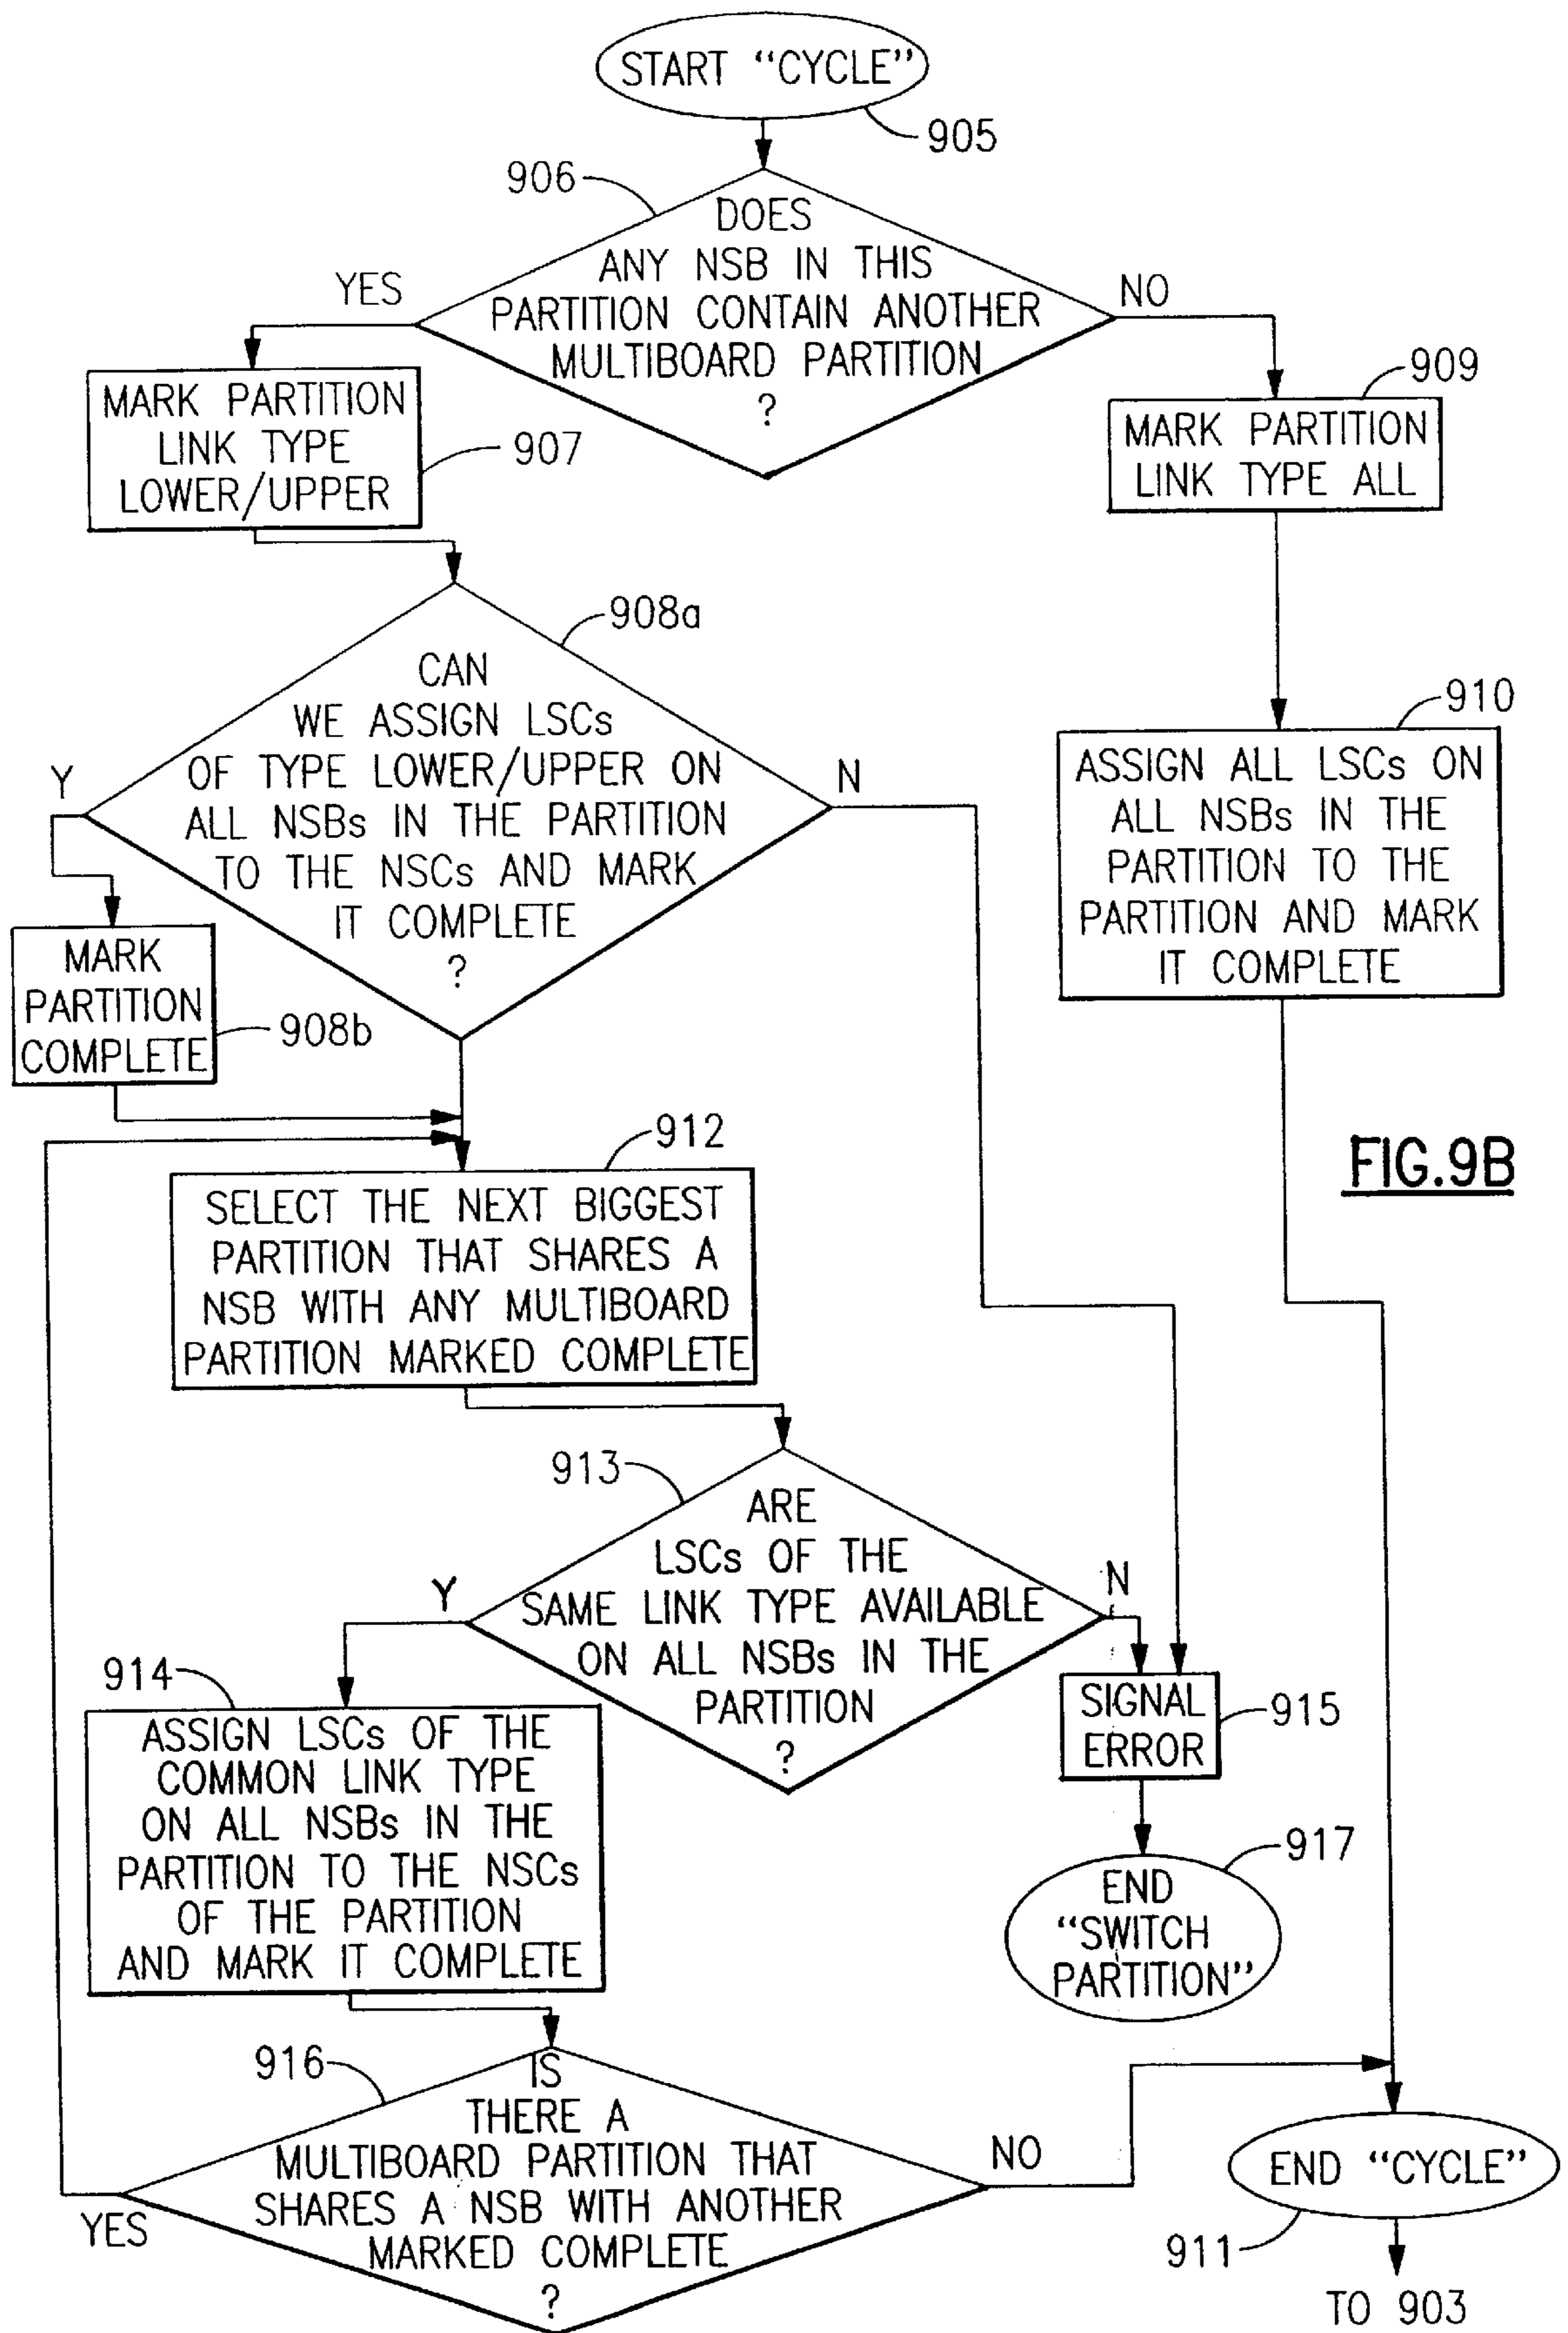 START “CYCLE”
905
906
DOES
ANY NSB IN THIS
PARTITION CONTAIN ANOTHER
MULTIBOARD PARTITION
?
YES
NO
MARK PARTITION
LINK TYPE
LOWER/UPPER
907
909
MARK PARTITION
LINK TYPE ALL
908a
CAN
WE ASSIGN LSCs
OF TYPE LOWER/UPPER ON
ALL NSBs IN THE PARTITION
TO THE NSCs AND MARK
IT COMPLETE
?
Y
N
910
ASSIGN ALL LSCs ON
ALL NSBs IN THE
PARTITION TO THE
PARTITION AND MARK
IT COMPLETE
MARK
PARTITION
COMPLETE
908b
912
SELECT THE NEXT BIGGEST
PARTITION THAT SHARES A
NSB WITH ANY MULTIBOARD
PARTITION MARKED COMPLETE
FIG.9B
913
ARE
LSCs OF THE
SAME LINK TYPE AVAILABLE
ON ALL NSBs IN THE
PARTITION
?
Y
N
914
ASSIGN LSCs OF THE
COMMON LINK TYPE
ON ALL NSBs IN THE
PARTITION TO THE NSCs
OF THE PARTITION
AND MARK IT COMPLETE
SIGNAL
ERROR
915
917
END
“SWITCH
PARTITION”
916
IS
THERE A
MULTIBOARD PARTITION THAT
SHARES A NSB WITH ANOTHER
MARKED COMPLETE
?
YES
NO
END “CYCLE”
911
TO 903